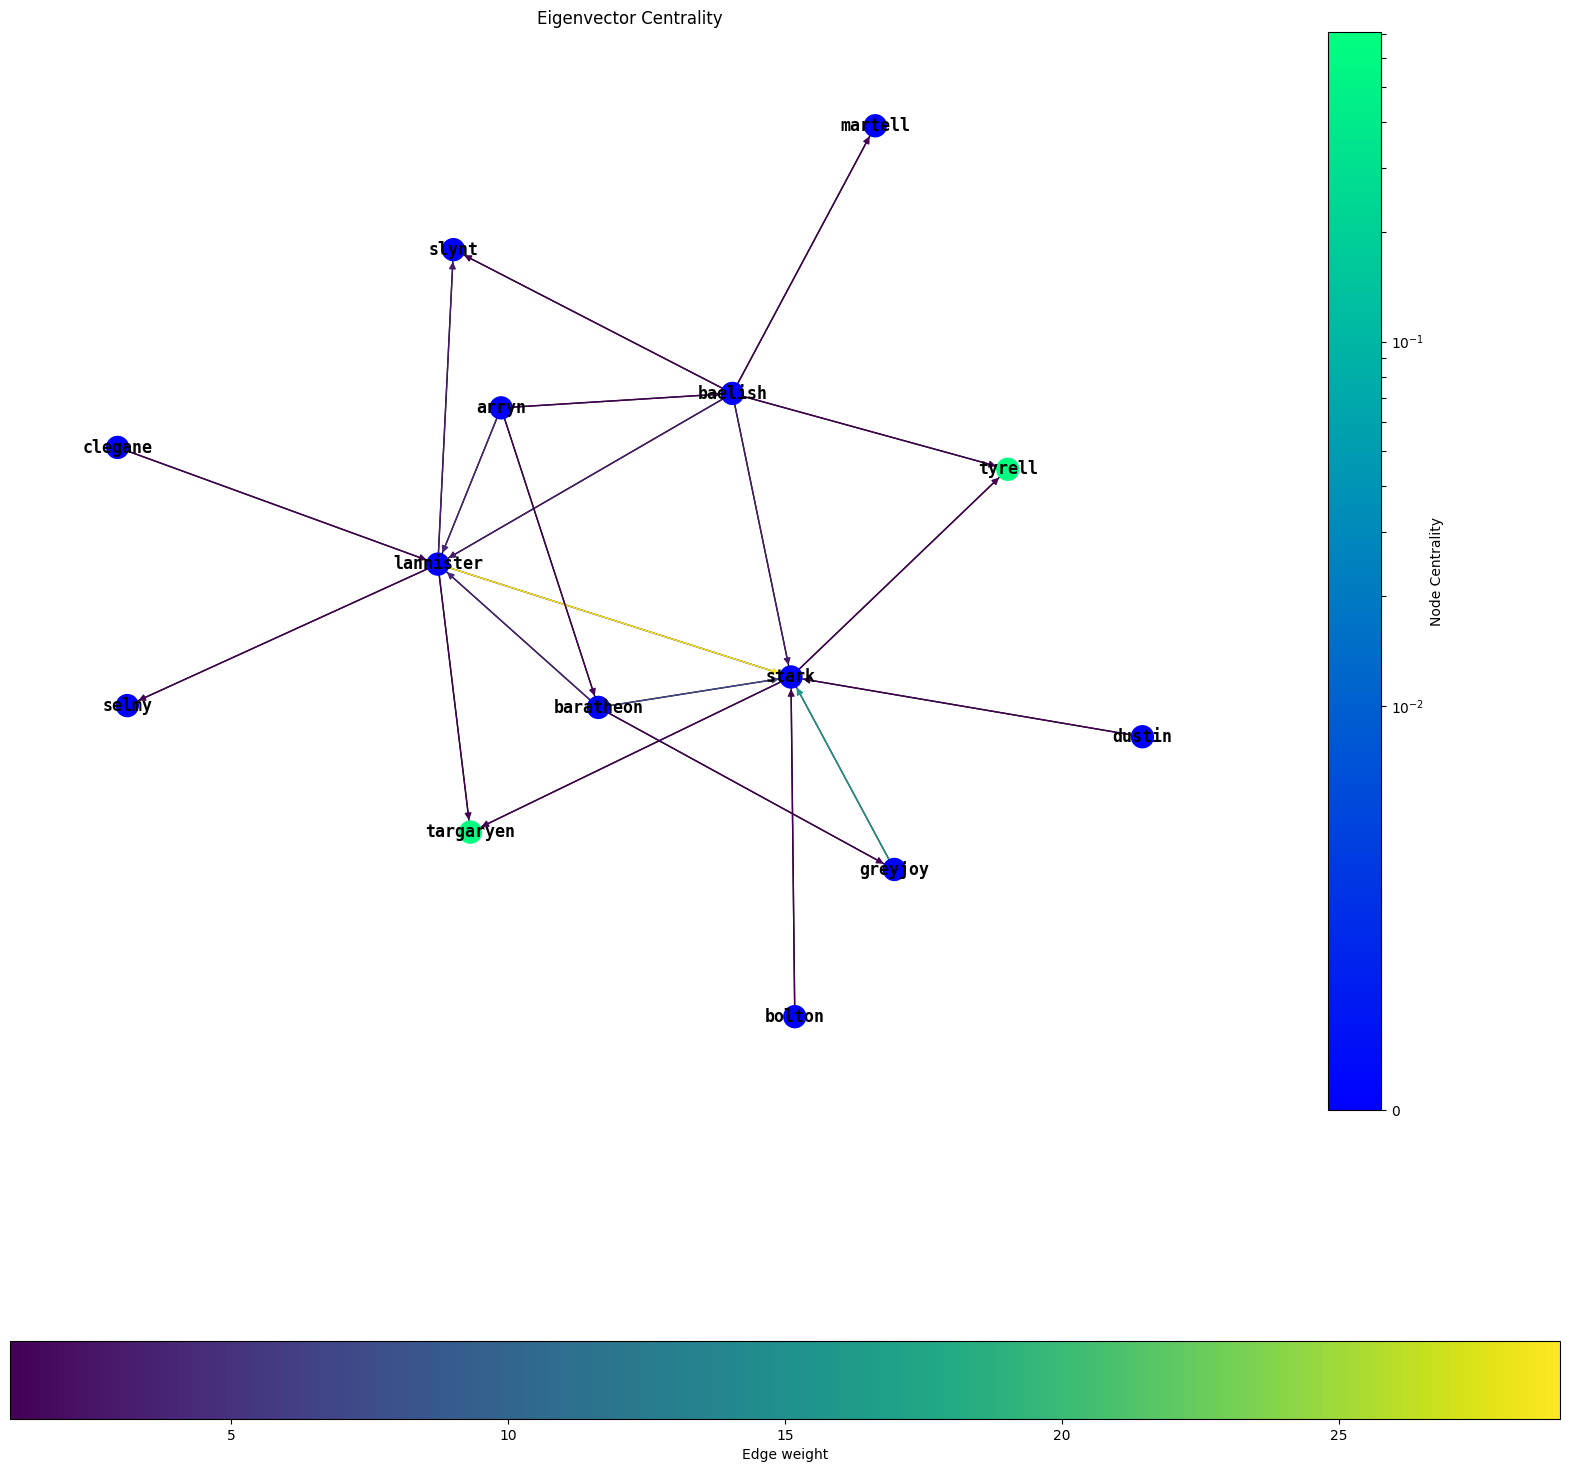 Eigenvector Centrality
martell
slynt
baelish
arryn
clegane
tyrell
lannister
stark
selmy
baratheon
dustin
targaryen
greyjoy
bolton
10⁻¹
10⁻²
0
Node Centrality
5 10 15 20 25
Edge weight